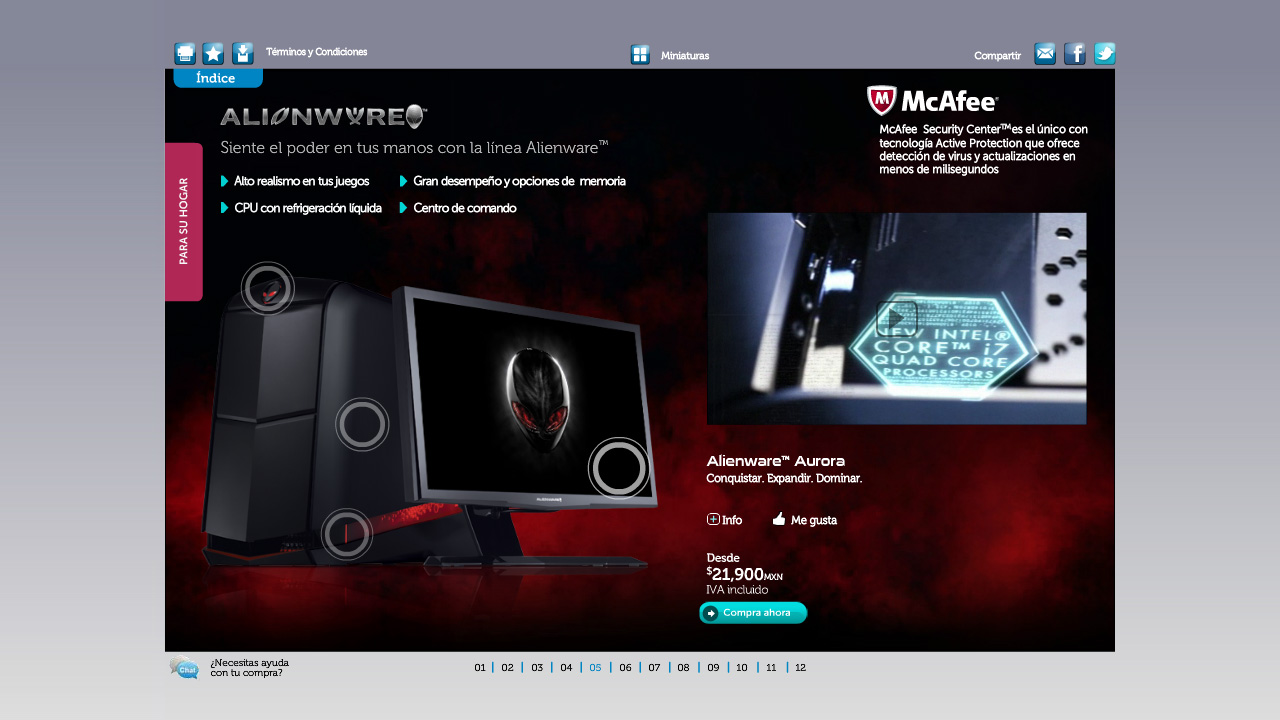 Términos y Condiciones
Miniaturas
Compartir
Índice
ALIENWARE™
Siente el poder en tus manos con la línea Alienware™
Alto realismo en tus juegos
Gran desempeño y opciones de memoria
CPU con refrigeración líquida
Centro de comando
PARA SU HOGAR
McAfee®
McAfee Security Center™es el único con
tecnología Active Protection que ofrece
detección de virus y actualizaciones en
menos de milisegundos
NEW INTEL®
CORE™ i7
QUAD CORE
PROCESSORS
ALIENWARE
Alienware™ Aurora
Conquistar. Expandir. Dominar.
Info
Me gusta
Desde
$21,900MXN
IVA incluido
Compra ahora
Chat
¿Necesitas ayuda
con tu compra?
01 | 02 | 03 | 04 | 05 | 06 | 07 | 08 | 09 | 10 | 11 | 12